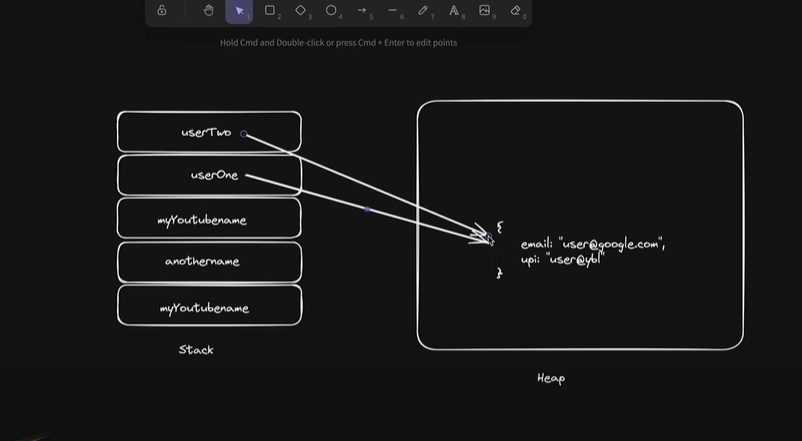 1
2
3
4
5
6
7
A 8
9
0
Hold Cmd and Double-click or press Cmd + Enter to edit points
userTwo
userOne
myYoutubename
anothername
myYoutubename
Stack
{
email: "user@google.com",
upi: "user@ybl"
}
Heap